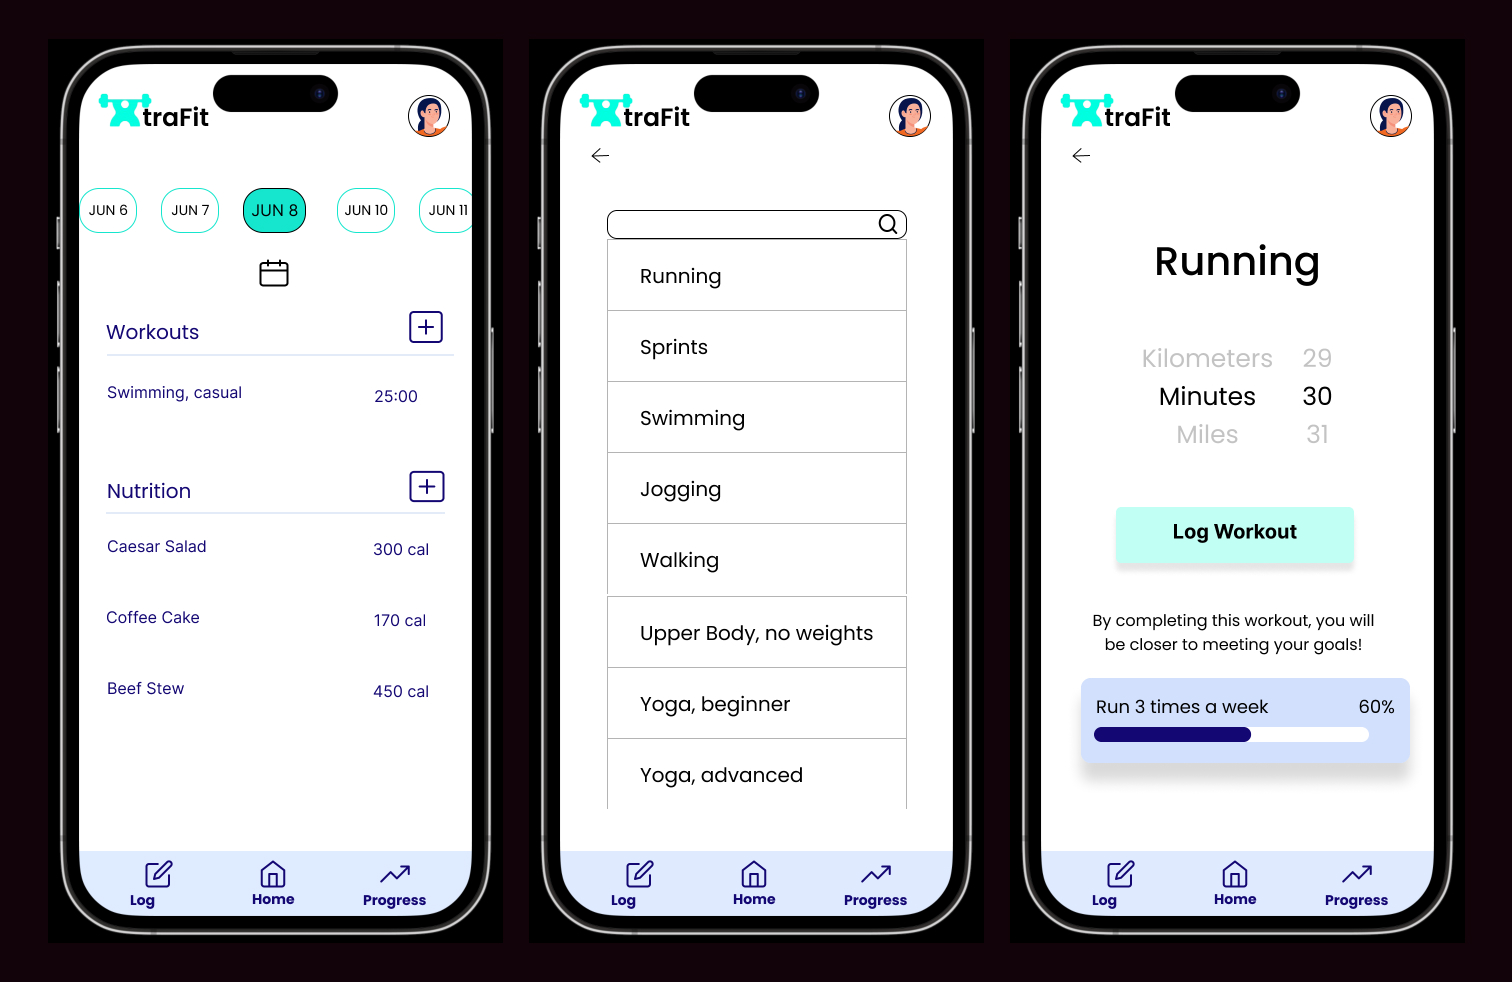 traFit
JUN 6 JUN 7 JUN 8 JUN 10 JUN 11
Workouts
Swimming, casual 25:00
Nutrition
Caesar Salad 300 cal
Coffee Cake 170 cal
Beef Stew 450 cal
Log Home Progress
traFit
Running
Sprints
Swimming
Jogging
Walking
Upper Body, no weights
Yoga, beginner
Yoga, advanced
Log Home Progress
traFit
Running
Kilometers 29
Minutes 30
Miles 31
Log Workout
By completing this workout, you will
be closer to meeting your goals!
Run 3 times a week 60%
Log Home Progress